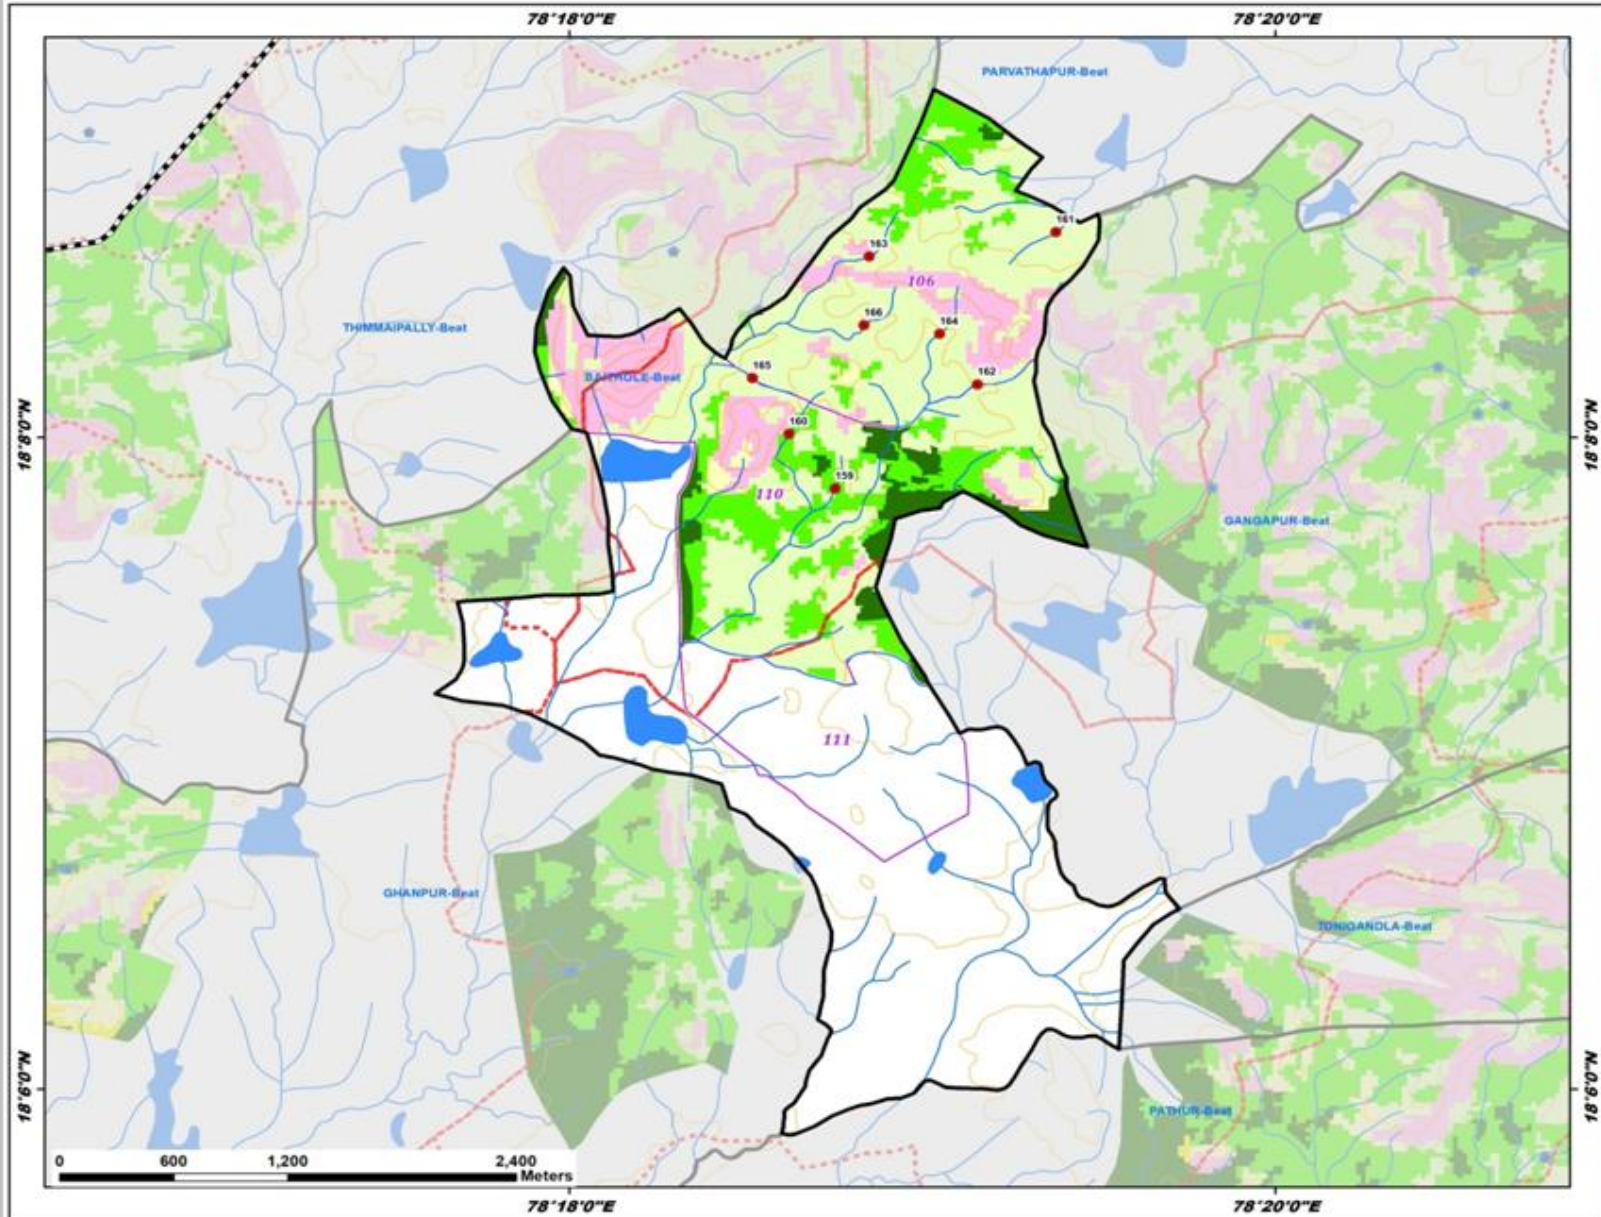 78°18'0"E
78°20'0"E
PARVATHAPUR-Beat
161
163
106
THIMMAIPALLY-Beat
166
164
BAITHOLE-Beat
165
162
18°8'0"N
18°8'0"N
160
159
110
GANGAPUR-Beat
111
GHANPUR-Beat
TONIGANDLA-Beat
18°6'0"N
18°6'0"N
PATHUR-Beat
0 600 1,200 2,400
Meters
78°18'0"E
78°20'0"E